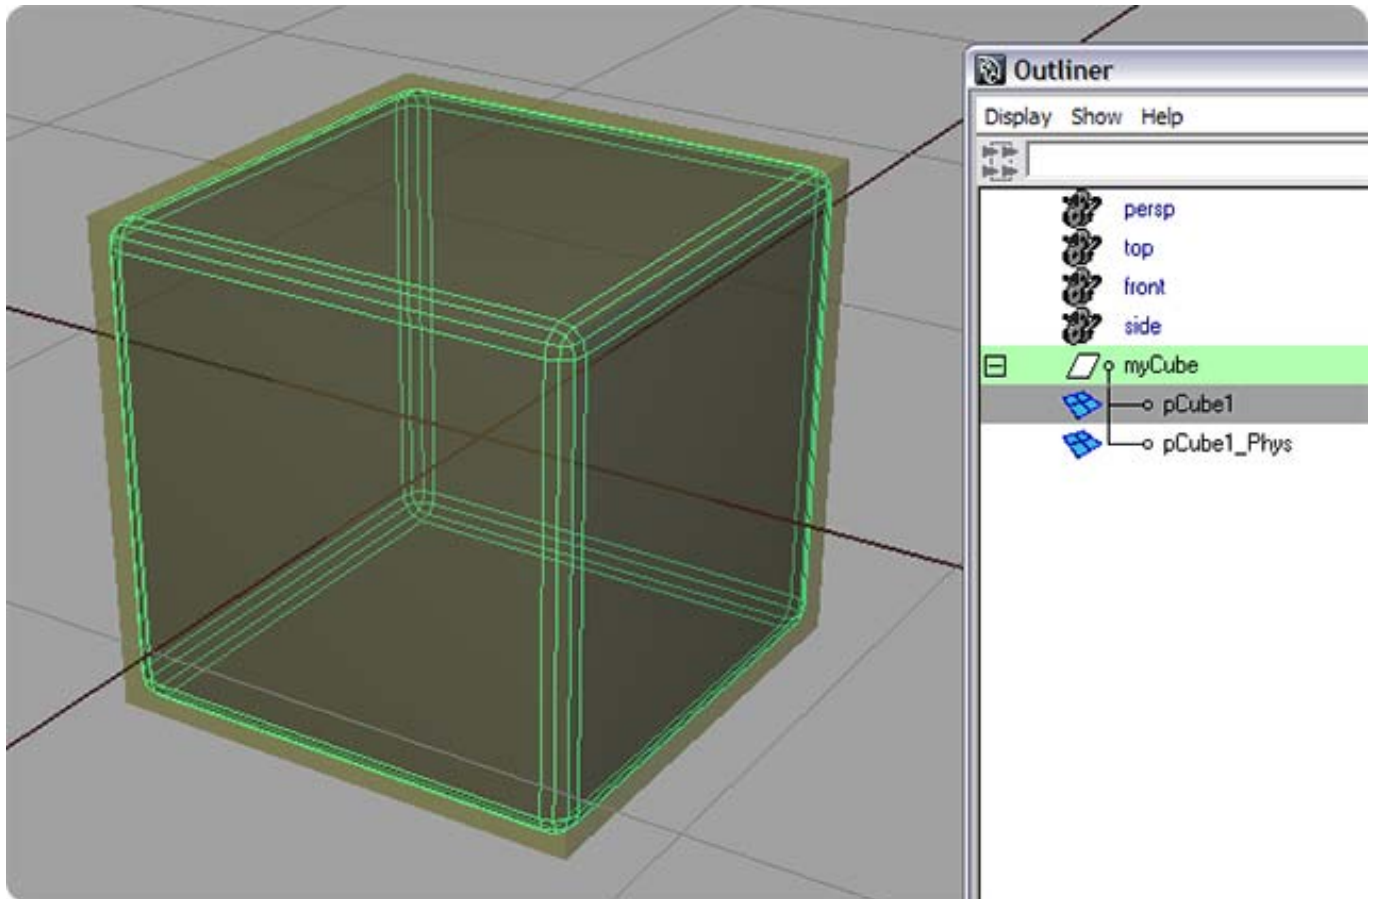 Outliner
Display Show Help
persp
top
front
side
myCube
pCube1
pCube1_Phys